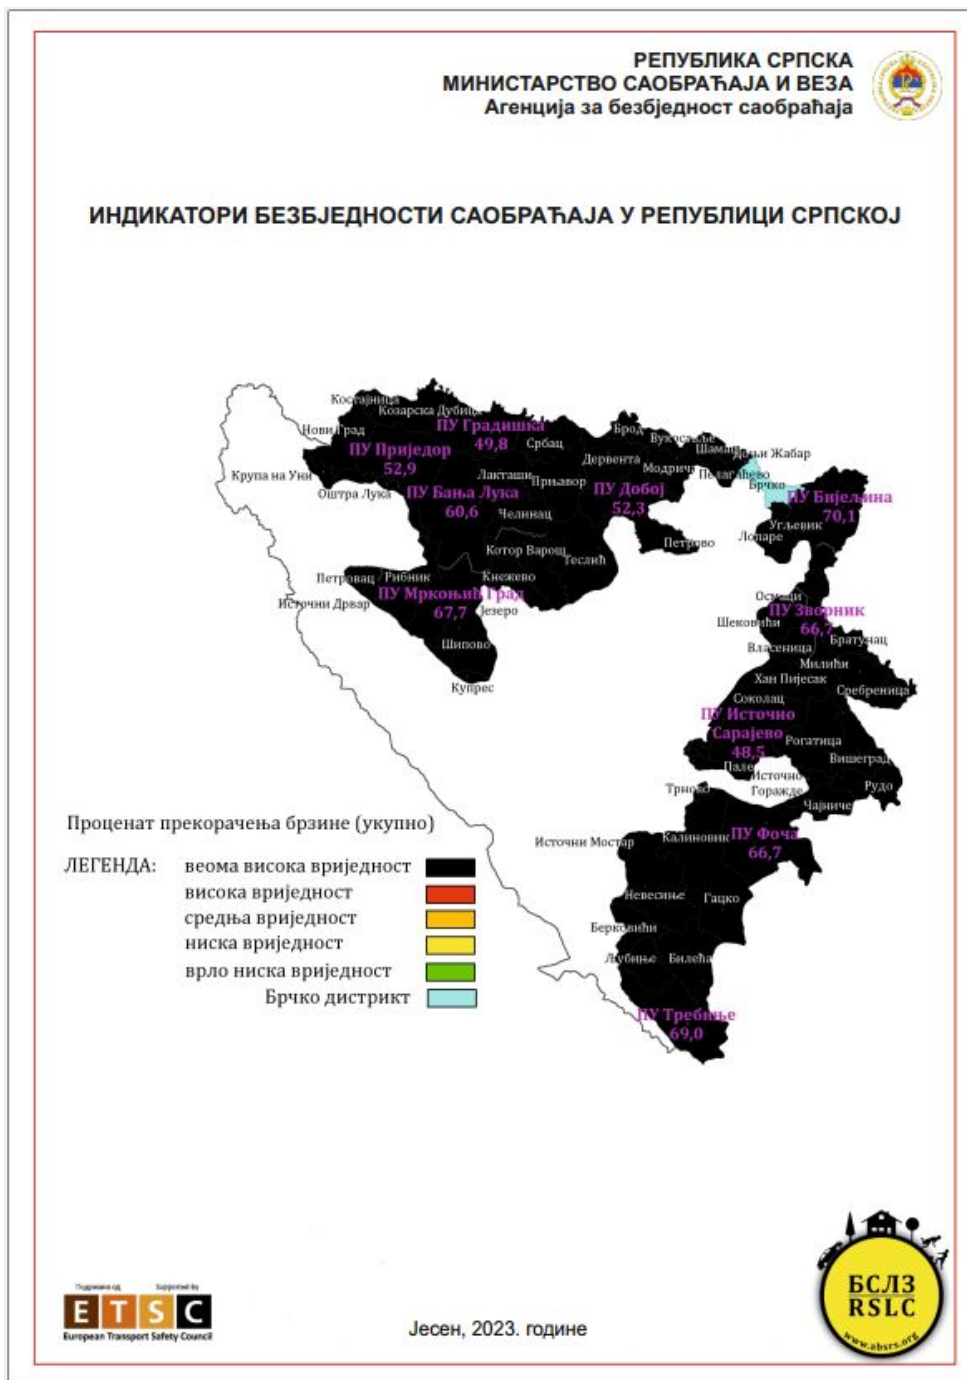 РЕПУБЛИКА СРПСКА
МИНИСТАРСТВО САОБРАЋАЈА И ВЕЗА
Агенција за безбједност саобраћаја
ИНДИКАТОРИ БЕЗБЈЕДНОСТИ САОБРАЋАЈА У РЕПУБЛИЦИ СРПСКОЈ
Костајница
Козарска Дубица
Нови Град
ПУ Градишка
49,8
Србац
Брод
Вукосавље
Шамац
Доњи Жабар
ПУ Приједор
52,9
Дервента
Модрича
Пелагићево
Брчко
Крупа на Уни
Оштра Лука
Лакташи
Прњавор
ПУ Бања Лука
60,6
ПУ Добој
52,3
ПУ Бијељина
70,1
Челинац
Угљевик
Лопаре
Петрово
Котор Варош
Теслић
Петровац
Рибник
Кнежево
ПУ Мркоњић Град
67,7
Језеро
Источни Дрвар
Шипово
Купрес
Осмаци
ПУ Зворник
66,7
Шековићи
Братунац
Власеница
Милићи
Хан Пијесак
Сребреница
Соколац
ПУ Источно
Сарајево
48,5
Рогатица
Вишеград
Пале
Источно
Горажде
Рудо
Трново
Чајниче
Источни Мостар
Калиновик
ПУ Фоча
66,7
Невесиње
Гацко
Берковићи
Љубиње
Билећа
ПУ Требиње
69,0
Проценат прекорачења брзине (укупно)
ЛЕГЕНДА:
веома висока вриједност
висока вриједност
средња вриједност
ниска вриједност
врло ниска вриједност
Брчко дистрикт
Подржано од Supported by
ETSC
European Transport Safety Council
Јесен, 2023. године
БСЛЗ
RSLC
www.absrs.org